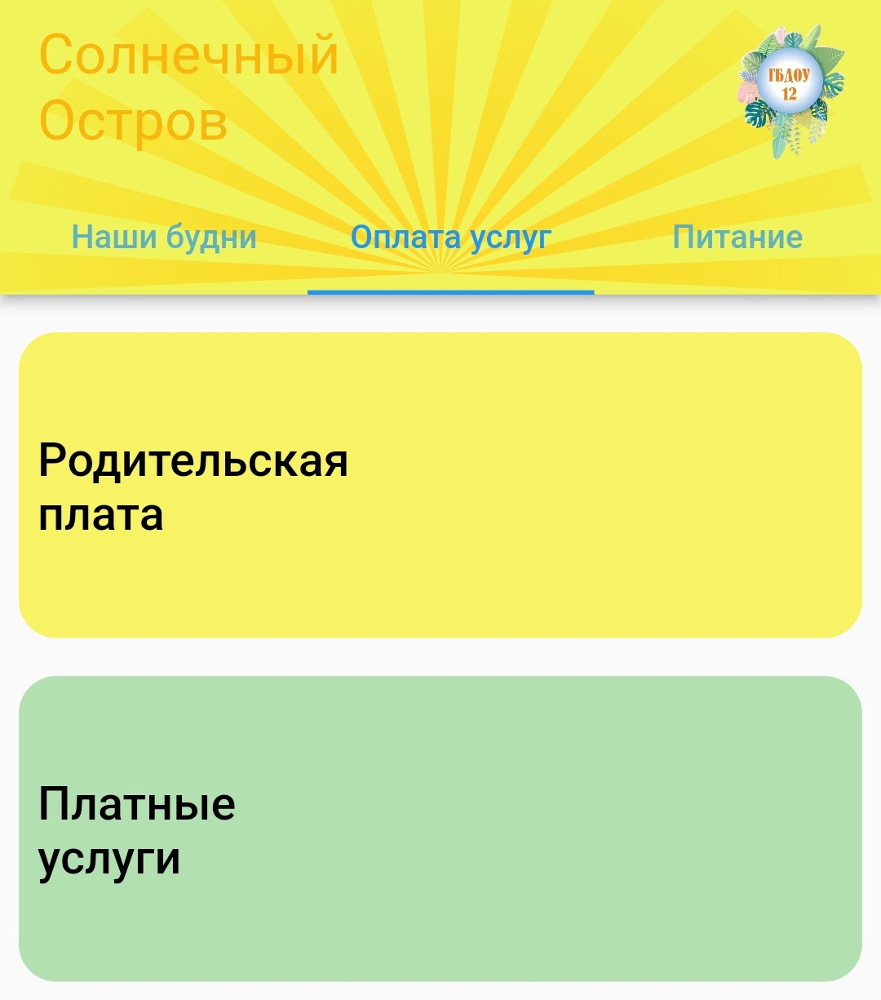 Солнечный
Остров
ГБДОУ
12
Наши будни
Оплата услуг
Питание
Родительская
плата
Платные
услуги